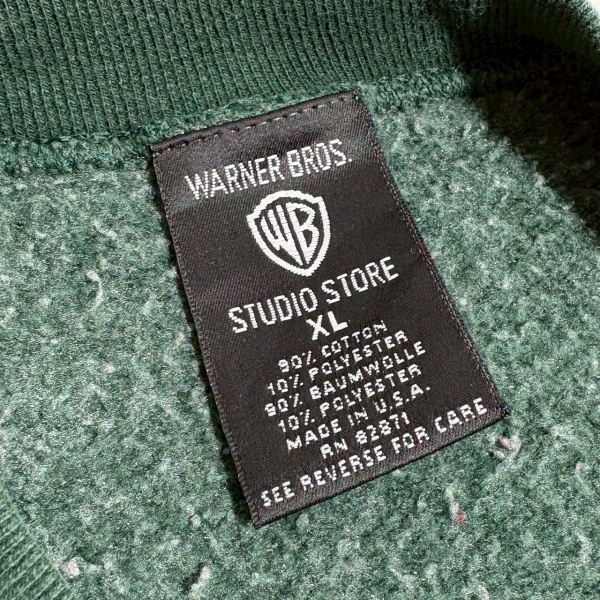 WARNER BROS.
WB
STUDIO STORE
XL
90% COTTON
10% POLYESTER
90% BAUMWOLLE
10% POLYESTER
MADE IN U.S.A.
RN 82871
SEE REVERSE FOR CARE